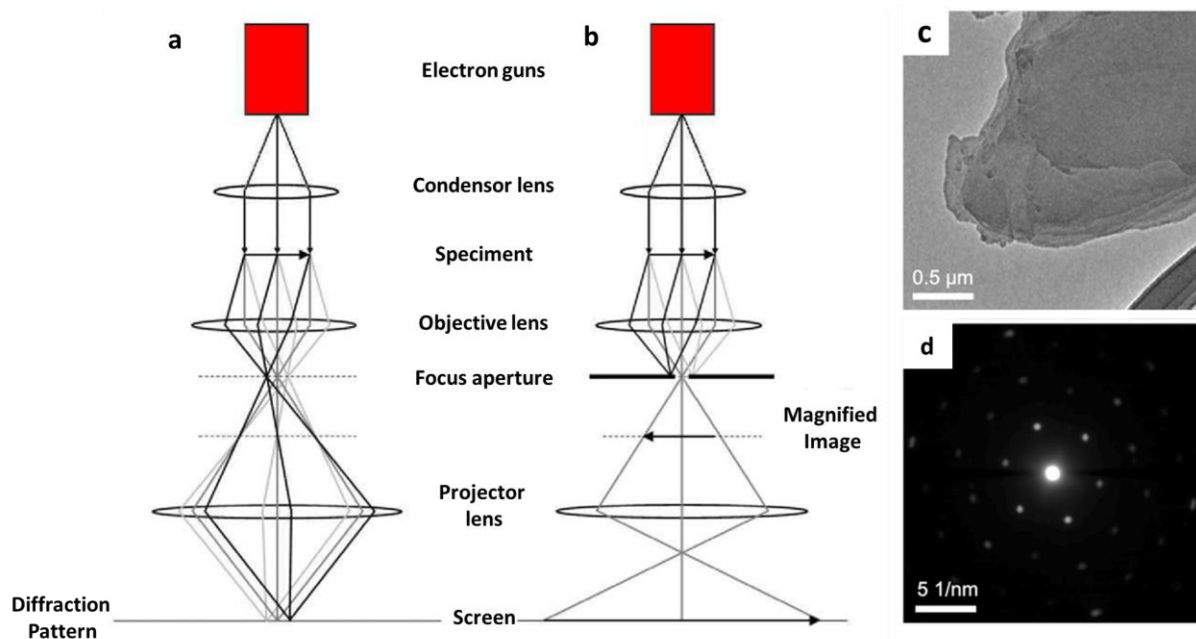 a
b
c
Electron guns
Condensor lens
Speciment
Objective lens
Focus aperture
Magnified
Image
Projector
lens
Diffraction
Pattern
Screen
0.5 µm
d
5 1/nm